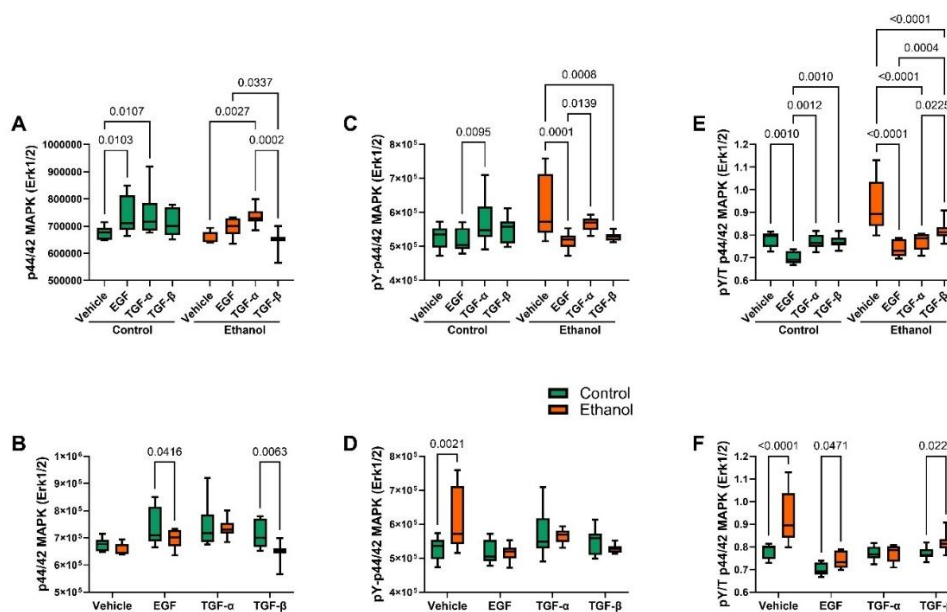 A
p44/42 MAPK (Erk1/2)
1000000
900000
800000
700000
600000
500000
0.0103
0.0107
0.0027
0.0337
0.0002
Vehicle
EGF
TGF-α
TGF-β
Vehicle
EGF
TGF-α
TGF-β
Control
Ethanol
C
pY-p44/42 MAPK (Erk1/2)
8×10⁵
7×10⁵
6×10⁵
5×10⁵
4×10⁵
0.0095
0.0001
0.0139
0.0008
Vehicle
EGF
TGF-α
TGF-β
Vehicle
EGF
TGF-α
TGF-β
Control
Ethanol
E
pY/T p44/42 MAPK (Erk1/2)
1.2
1.1
1.0
0.9
0.8
0.7
0.6
0.0010
0.0012
0.0010
<0.0001
<0.0001
0.0225
0.0004
<0.0001
Vehicle
EGF
TGF-α
TGF-β
Vehicle
EGF
TGF-α
TGF-β
Control
Ethanol
Control
Ethanol
B
p44/42 MAPK (Erk1/2)
1×10⁶
9×10⁵
8×10⁵
7×10⁵
6×10⁵
5×10⁵
0.0416
0.0063
Vehicle
EGF
TGF-α
TGF-β
D
pY-p44/42 MAPK (Erk1/2)
8×10⁵
7×10⁵
6×10⁵
5×10⁵
4×10⁵
0.0021
Vehicle
EGF
TGF-α
TGF-β
F
pY/T p44/42 MAPK (Erk1/2)
1.2
1.1
1.0
0.9
0.8
0.7
0.6
<0.0001
0.0471
0.022
Vehicle
EGF
TGF-α
TGF-β